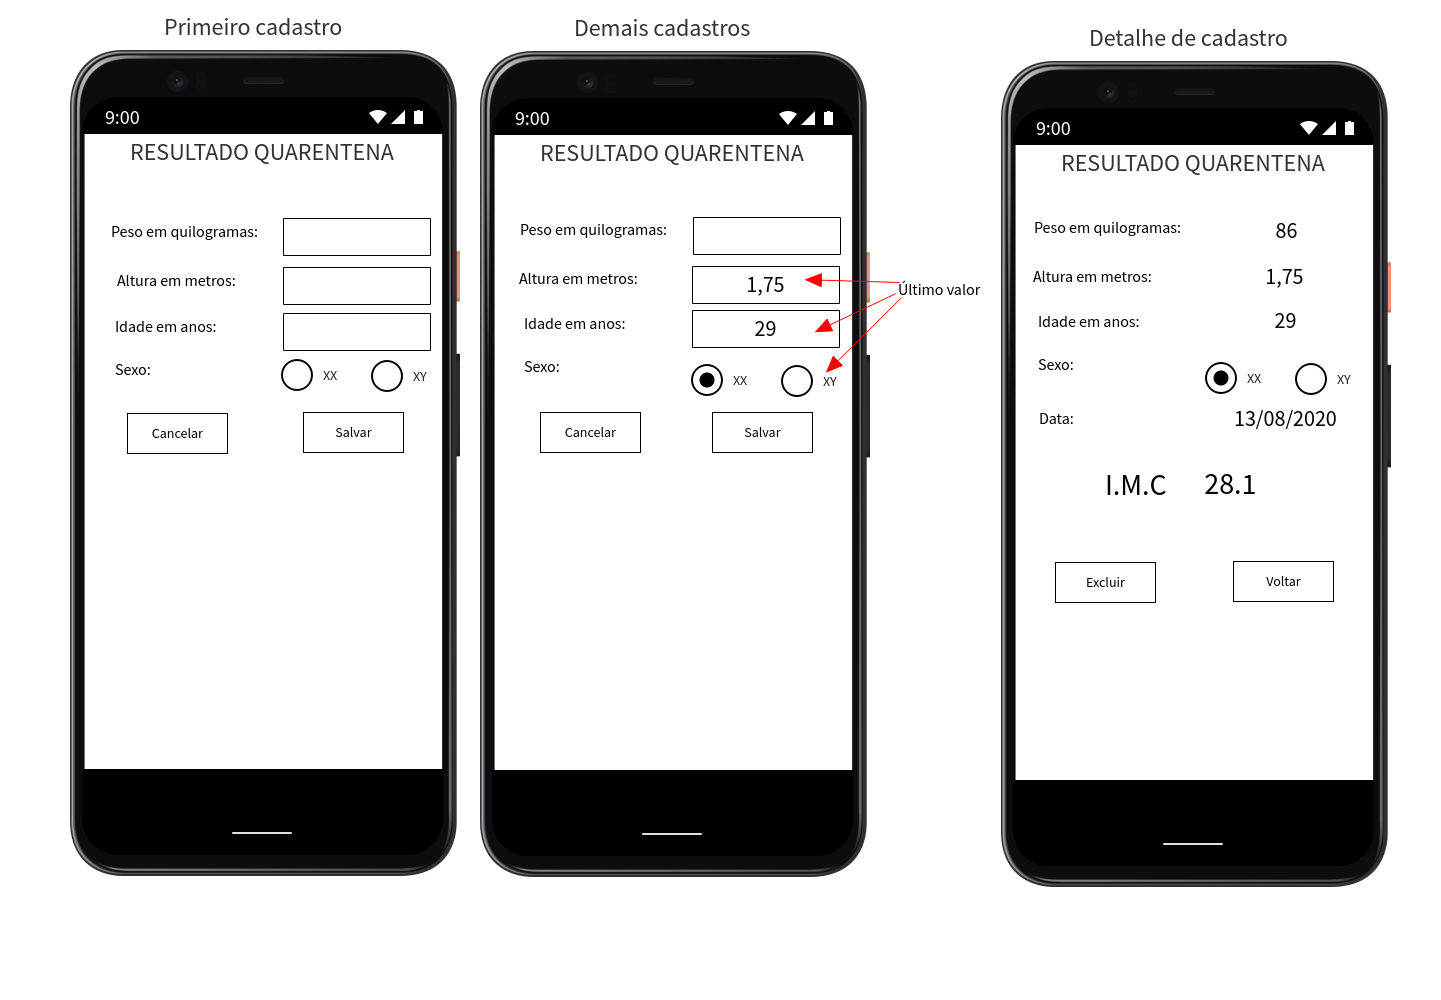 Primeiro cadastro
9:00
RESULTADO QUARENTENA
Peso em quilogramas:
Altura em metros:
Idade em anos:
Sexo:
XX
XY
Cancelar
Salvar
Demais cadastros
9:00
RESULTADO QUARENTENA
Peso em quilogramas:
Altura em metros:
1,75
Idade em anos:
29
Sexo:
XX
XY
Cancelar
Salvar
Último valor
Detalhe de cadastro
9:00
RESULTADO QUARENTENA
Peso em quilogramas:
86
Altura em metros:
1,75
Idade em anos:
29
Sexo:
XX
XY
Data:
13/08/2020
I.M.C
28.1
Excluir
Voltar